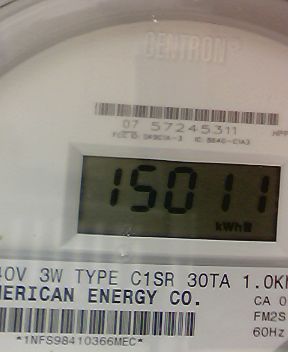 CENTRON
07 57245311
15011
kWh
40V 3W TYPE C1SR 30TA 1.0K
MERICAN ENERGY CO. CA 0
FM2S
60Hz
*1NFS98410366MEC*